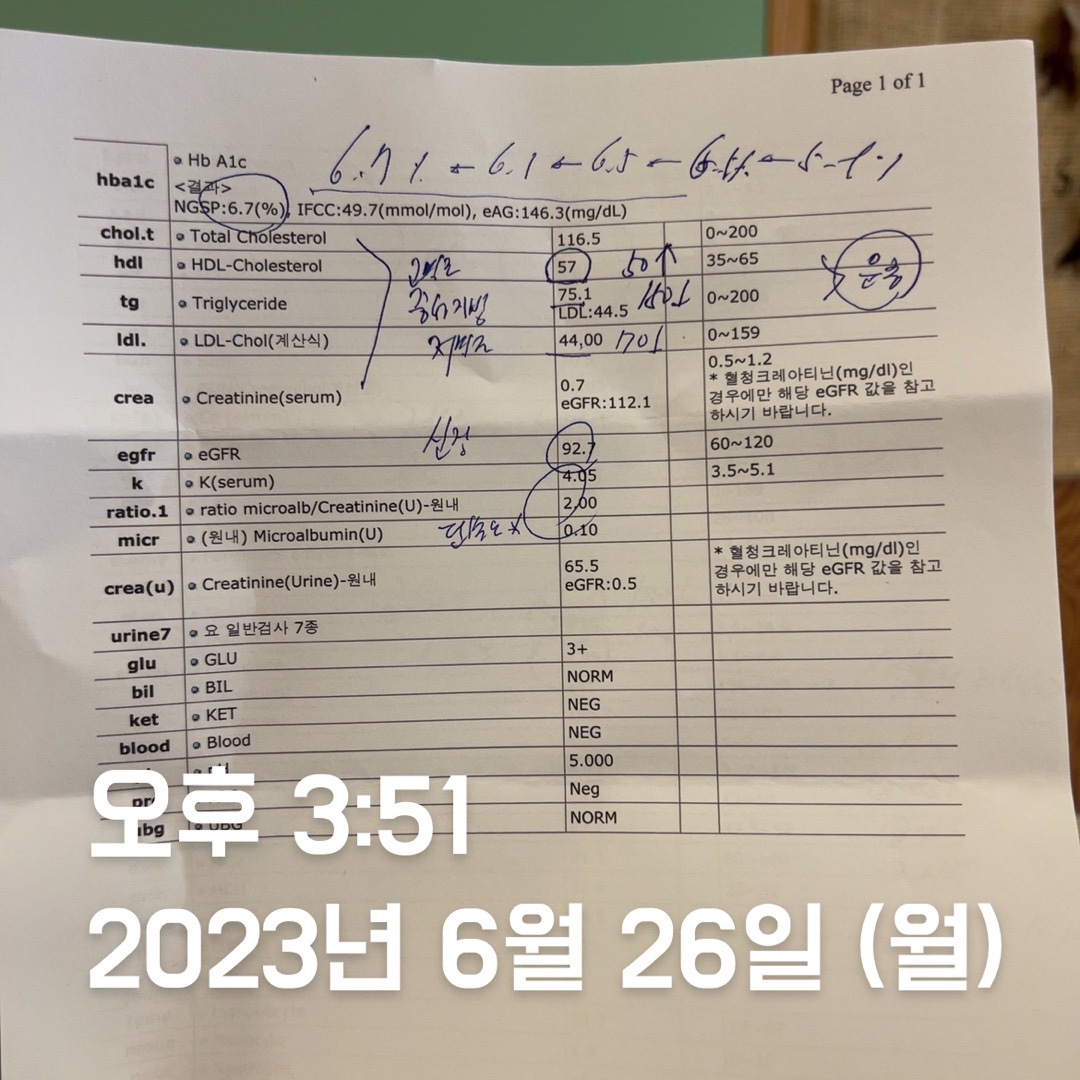 Page 1 of 1
hba1c
Hb A1c
6.7% ← 6.1 ← 6.5 ←
<결과>
NGSP:6.7(%), IFCC:49.7(mmol/mol), eAG:146.3(mg/dL)
chol.t Total Cholesterol 116.5 0~200
hdl HDL-Cholesterol 57 50↑ 35~65
운동
tg Triglyceride 중성지방 75.1 150↓ 0~200
LDL:44.5
ldl. LDL-Chol(계산식) 44,00 70↓ 0~159
crea Creatinine(serum) 0.7 0.5~1.2
eGFR:112.1 * 혈청크레아티닌(mg/dl)인
경우에만 해당 eGFR 값을 참고
하시기 바랍니다.
신장
egfr eGFR 92.7 60~120
k K(serum) 4.05 3.5~5.1
ratio.1 ratio microalb/Creatinine(U)-원내 2,00
micr (원내) Microalbumin(U) 단백뇨 x 0.10
crea(u) Creatinine(Urine)-원내 65.5 * 혈청크레아티닌(mg/dl)인
eGFR:0.5 경우에만 해당 eGFR 값을 참고
하시기 바랍니다.
urine7 요 일반검사 7종
glu GLU 3+
bil BIL NORM
ket KET NEG
blood Blood NEG
5.000
Neg
UBG NORM
오후 3:51
2023년 6월 26일 (월)